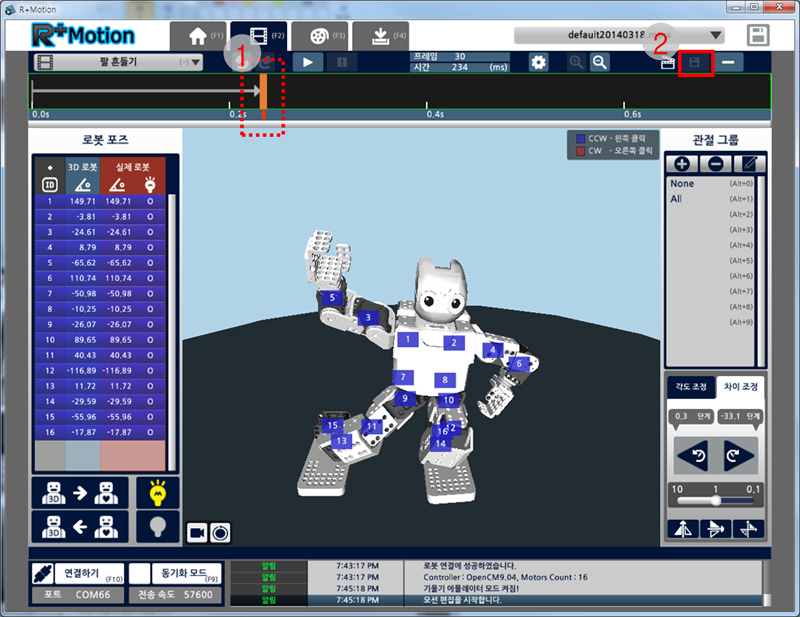 R+Motion
R+Motion
(F1)
(F2)
(F3)
(F4)
default20140318.m
1
2
팔 흔들기
(-)
프레임 30
시간 234 (ms)
0,0s
0,2s
0,4s
0,6s
로봇 포즈
3D 로봇
실제 로봇
ID
1 149,71 149,71 O
2 -3,81 -3,81 O
3 -24,61 -24,61 O
4 8,79 8,79 O
5 -65,62 -65,62 O
6 110,74 110,74 O
7 -50,98 -50,98 O
8 -10,25 -10,25 O
9 -26,07 -26,07 O
10 89,65 89,65 O
11 40,43 40,43 O
12 -116,89 -116,89 O
13 11,72 11,72 O
14 -29,59 -29,59 O
15 -55,96 -55,96 O
16 -17,87 -17,87 O
3D
3D
CCW - 왼쪽 클릭
CW - 오른쪽 클릭
5
3
1
2
4
6
7
8
9
10
15
11
12
16
13
14
관절 그룹
None (Alt+0)
All (Alt+1)
(Alt+2)
(Alt+3)
(Alt+4)
(Alt+5)
(Alt+6)
(Alt+7)
(Alt+8)
(Alt+9)
각도 조정
차이 조정
0,3 단계
-33,1 단계
10 1 0,1
연결하기 (F10)
동기화 모드 (F9)
포트 COM66
전송 속도 57600
알림 7:43:17 PM 로봇 연결에 성공하였습니다.
알림 7:43:17 PM Controller : OpenCM9,04, Motors Count : 16
알림 7:45:18 PM 기울기 에뮬레이터 모드 켜짐!
알림 7:45:18 PM 모션 편집을 시작합니다.